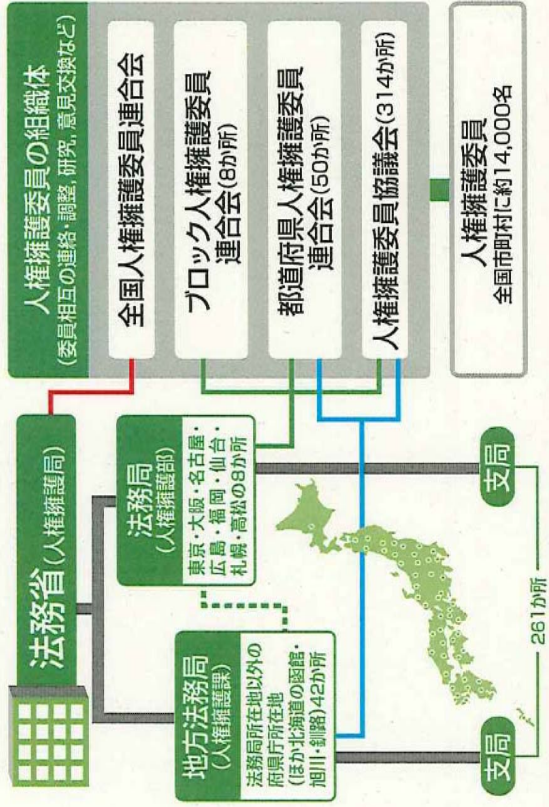 法務省(人権擁護局)
法務局
(人権擁護部)
東京・大阪・名古屋・
広島・福岡・仙台・
札幌・高松の8か所
地方法務局
(人権擁護課)
法務局所在地以外の
府県庁所在地
(ほか北海道の函館・
旭川・釧路)42か所
支局
支局
261か所
人権擁護委員の組織体
(委員相互の連絡・調整,研究,意見交換など)
全国人権擁護委員連合会
ブロック人権擁護委員
連合会(8か所)
都道府県人権擁護委員
連合会(50か所)
人権擁護委員協議会(314か所)
人権擁護委員
全国市町村に約14,000名